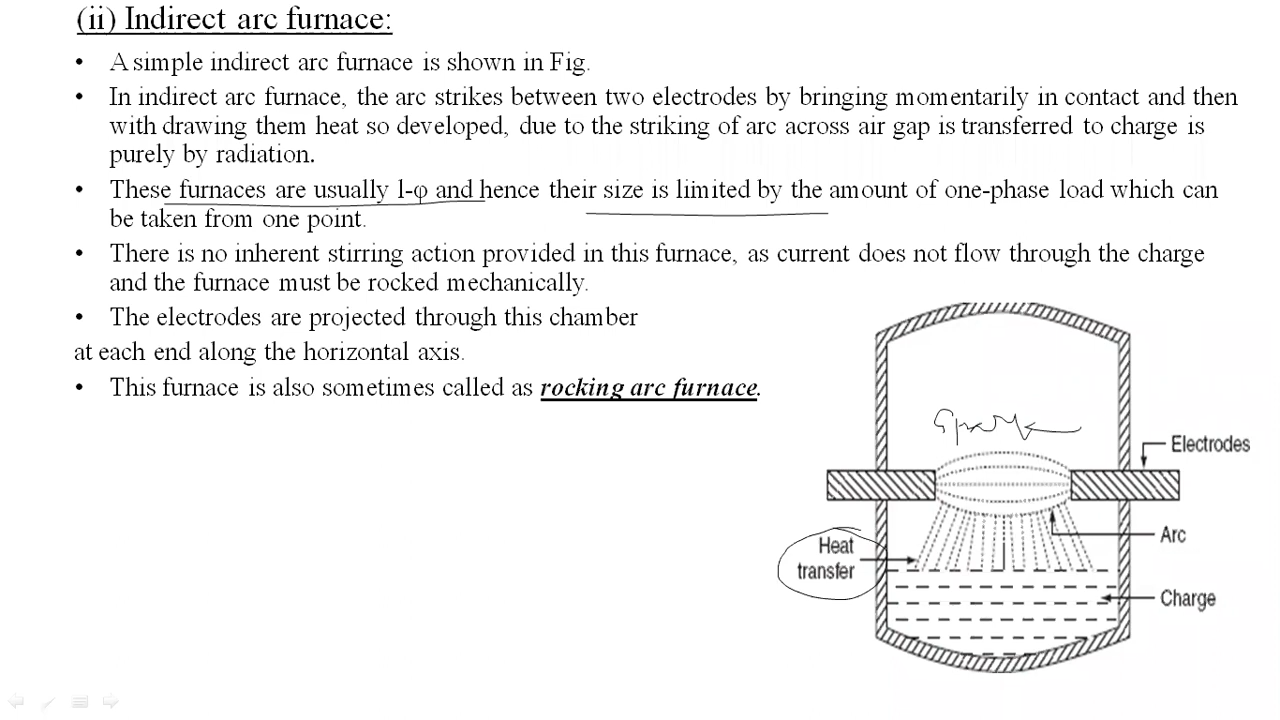 (ii) Indirect arc furnace:
• A simple indirect arc furnace is shown in Fig.
• In indirect arc furnace, the arc strikes between two electrodes by bringing momentarily in contact and then
with drawing them heat so developed, due to the striking of arc across air gap is transferred to charge is
purely by radiation.
• These furnaces are usually l-φ and hence their size is limited by the amount of one-phase load which can
be taken from one point.
• There is no inherent stirring action provided in this furnace, as current does not flow through the charge
and the furnace must be rocked mechanically.
• The electrodes are projected through this chamber
at each end along the horizontal axis.
• This furnace is also sometimes called as rocking arc furnace.
Spark
Electrodes
Arc
Heat
transfer
Charge